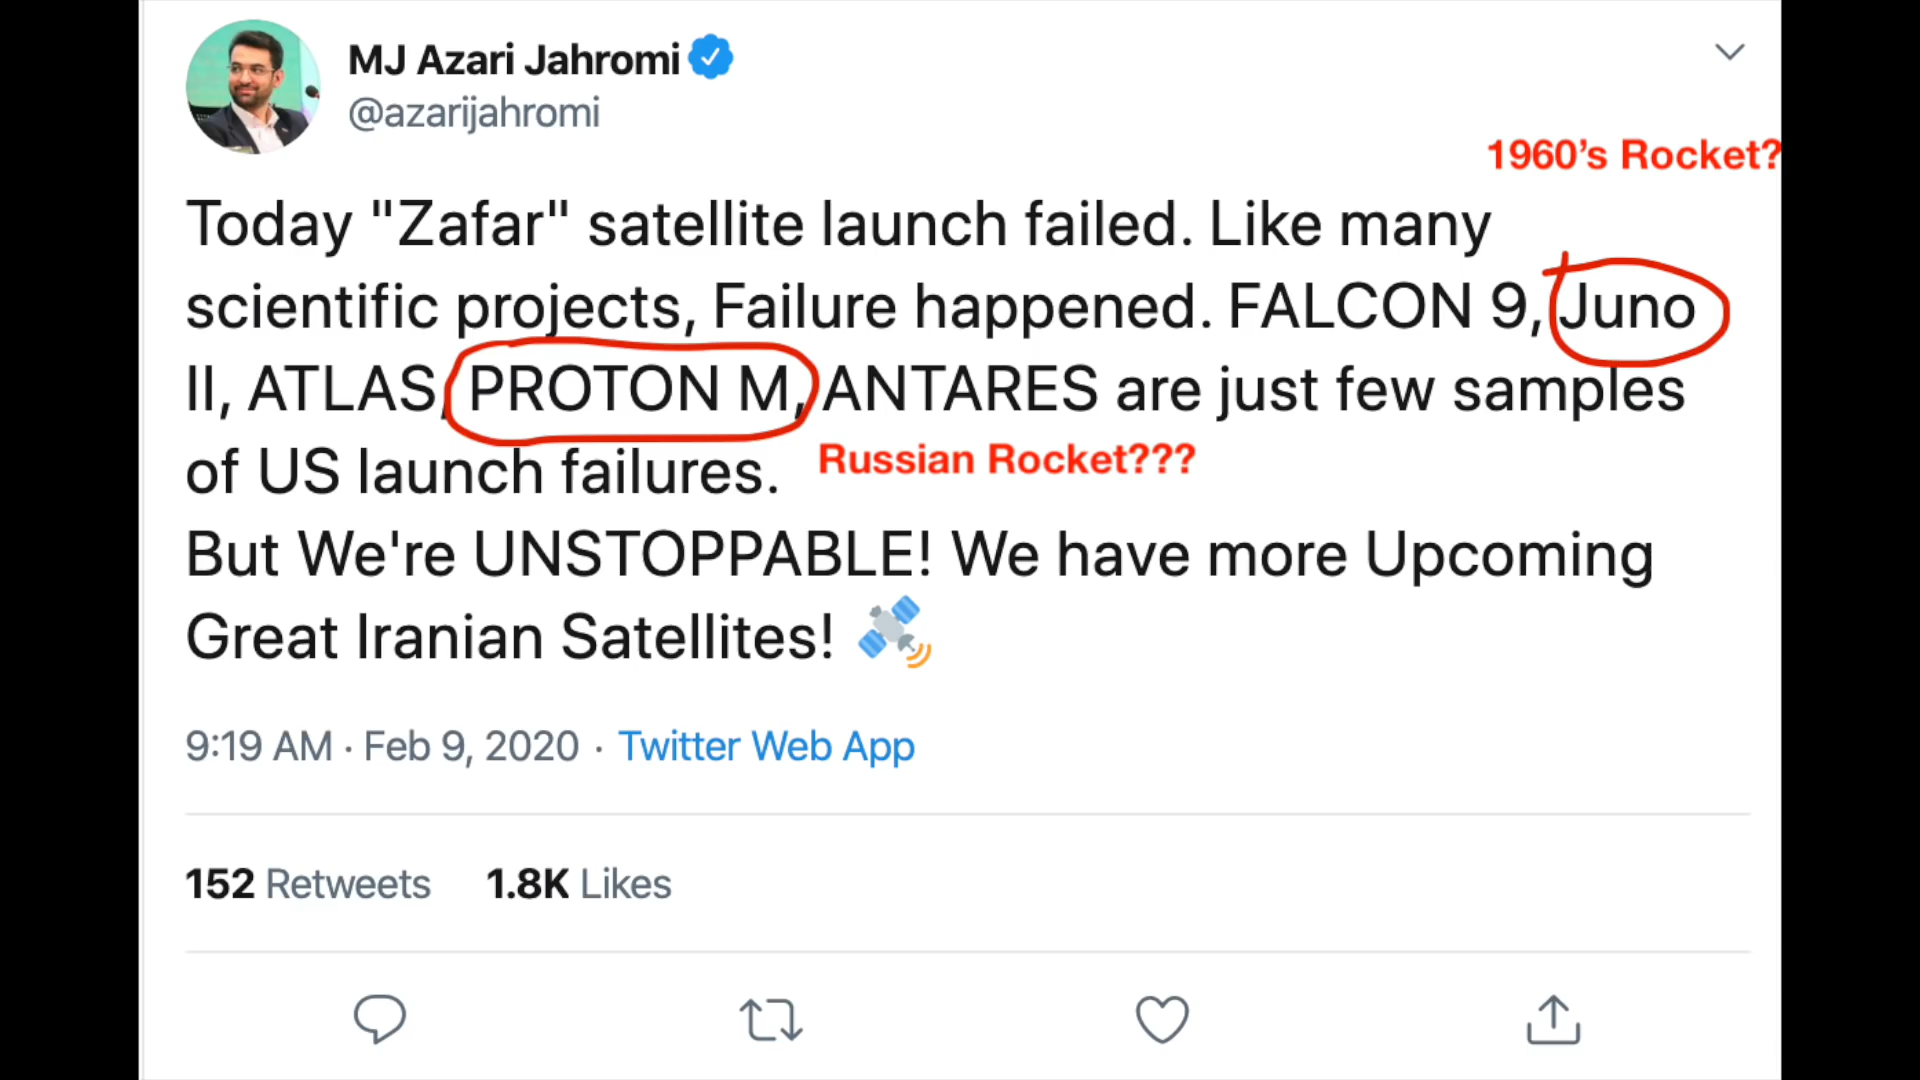 MJ Azari Jahromi
@azarijahromi
1960's Rocket?
Today "Zafar" satellite launch failed. Like many
scientific projects, Failure happened. FALCON 9, Juno
II, ATLAS, PROTON M, ANTARES are just few samples
of US launch failures.
Russian Rocket???
But We're UNSTOPPABLE! We have more Upcoming
Great Iranian Satellites!
9:19 AM · Feb 9, 2020 · Twitter Web App
152 Retweets 1.8K Likes